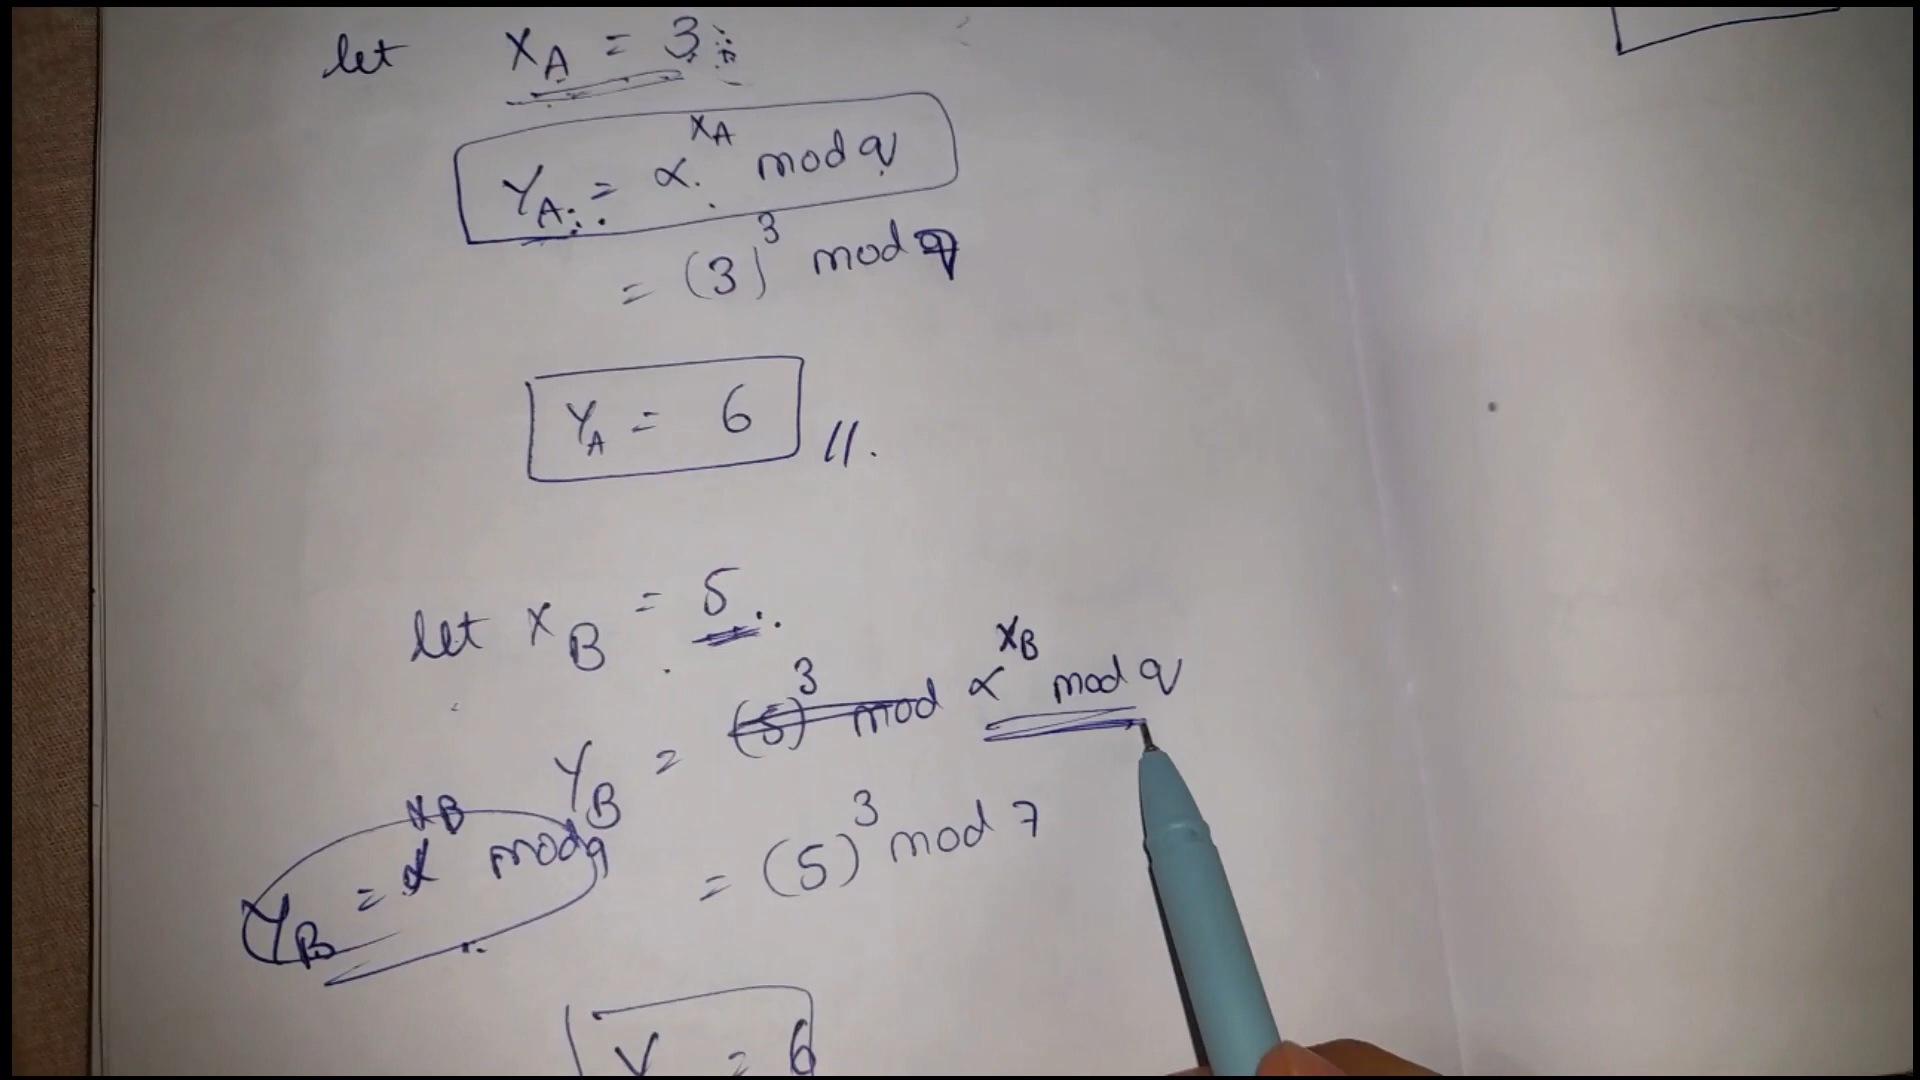 let X_A = 3
Y_A = α^{X_A} mod q
= (3)^3 mod 7
Y_A = 6 //.
let X_B = 5.
Y_B = (5)^3 mod α^{X_B} mod q
Y_B = α^{X_B} mod q
= (5)^3 mod 7
Y = 6